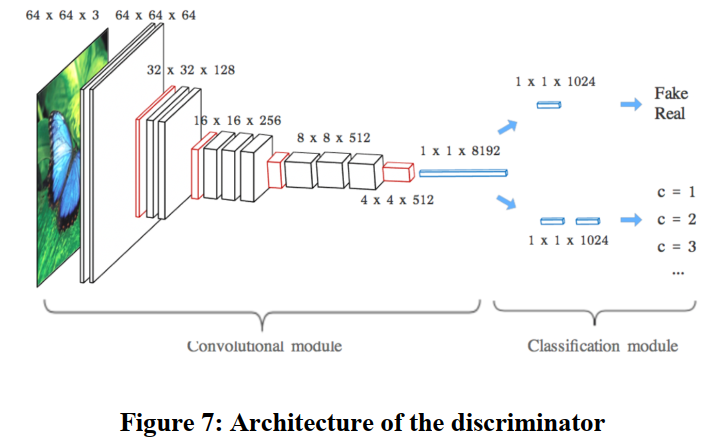 64 x 64 x 3 64 x 64 x 64
32 x 32 x 128
16 x 16 x 256
8 x 8 x 512
4 x 4 x 512
1 x 1 x 8192
1 x 1 x 1024
Fake
Real
1 x 1 x 1024
c = 1
c = 2
c = 3
...
Convolutional module
Classification module
Figure 7: Architecture of the discriminator